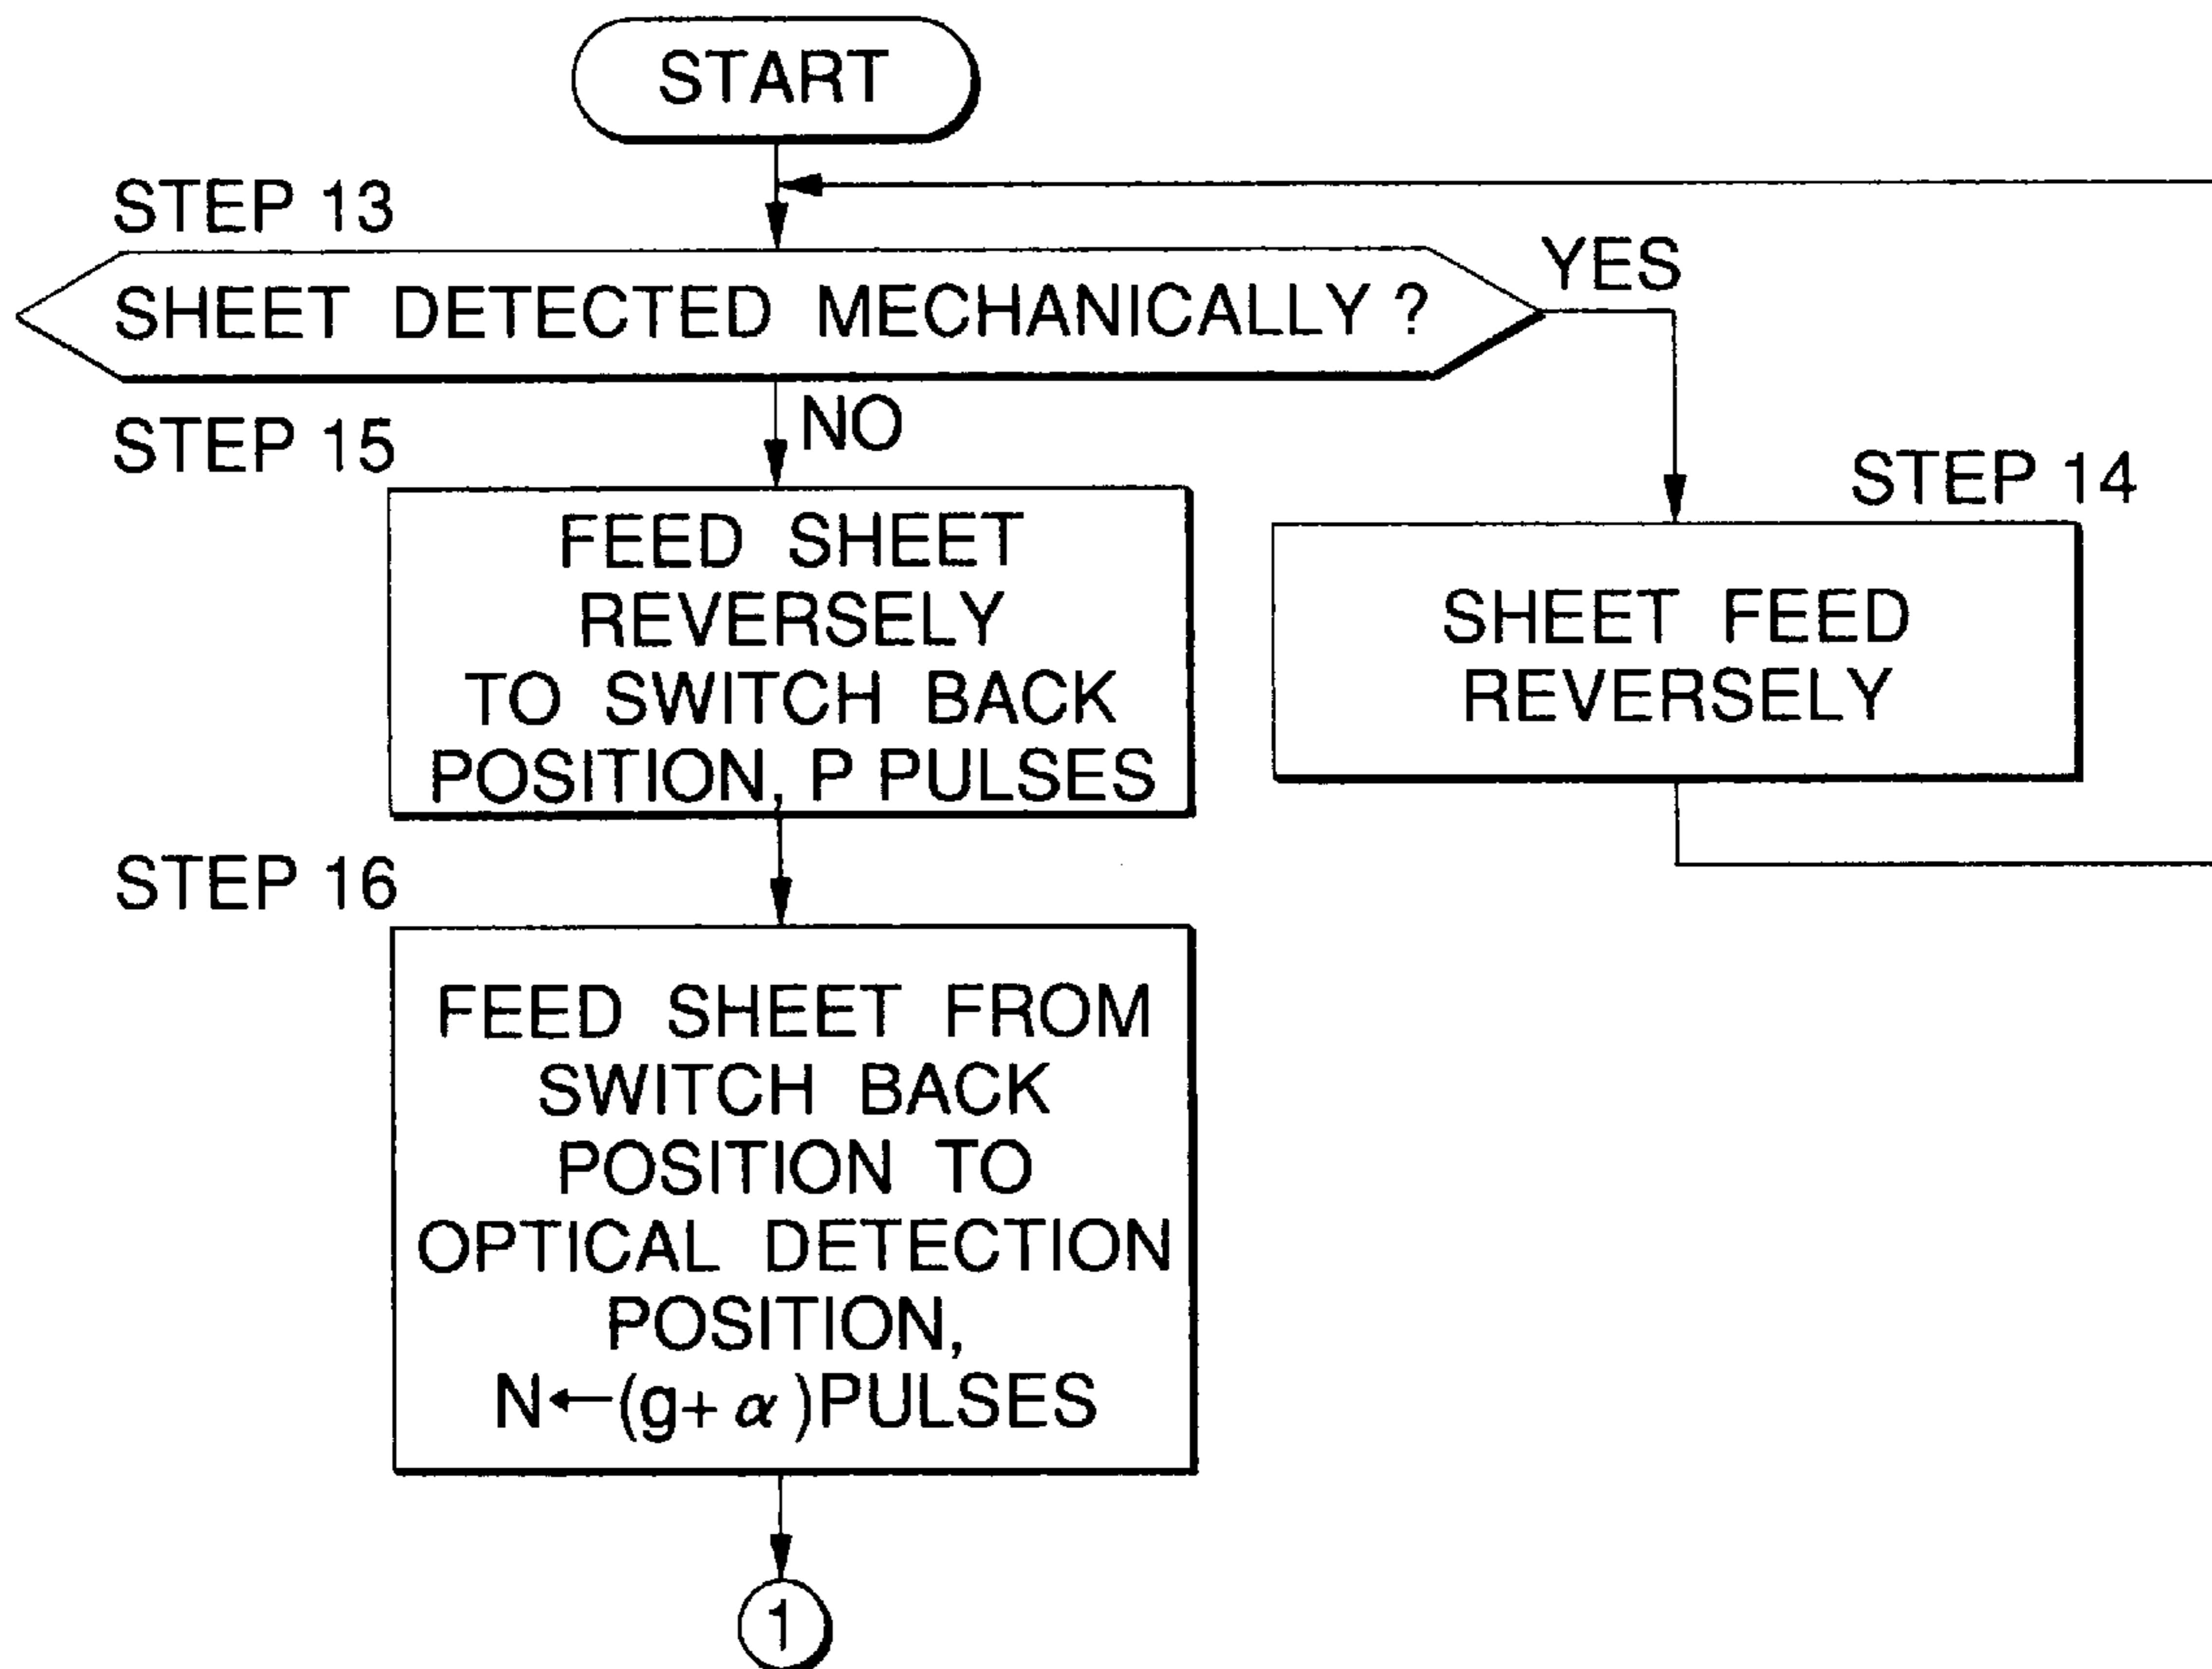 START
STEP 13
SHEET DETECTED MECHANICALLY ?
YES
NO
STEP 15
FEED SHEET
REVERSELY
TO SWITCH BACK
POSITION, P PULSES
STEP 14
SHEET FEED
REVERSELY
STEP 16
FEED SHEET FROM
SWITCH BACK
POSITION TO
OPTICAL DETECTION
POSITION,
N←(g+α)PULSES
1